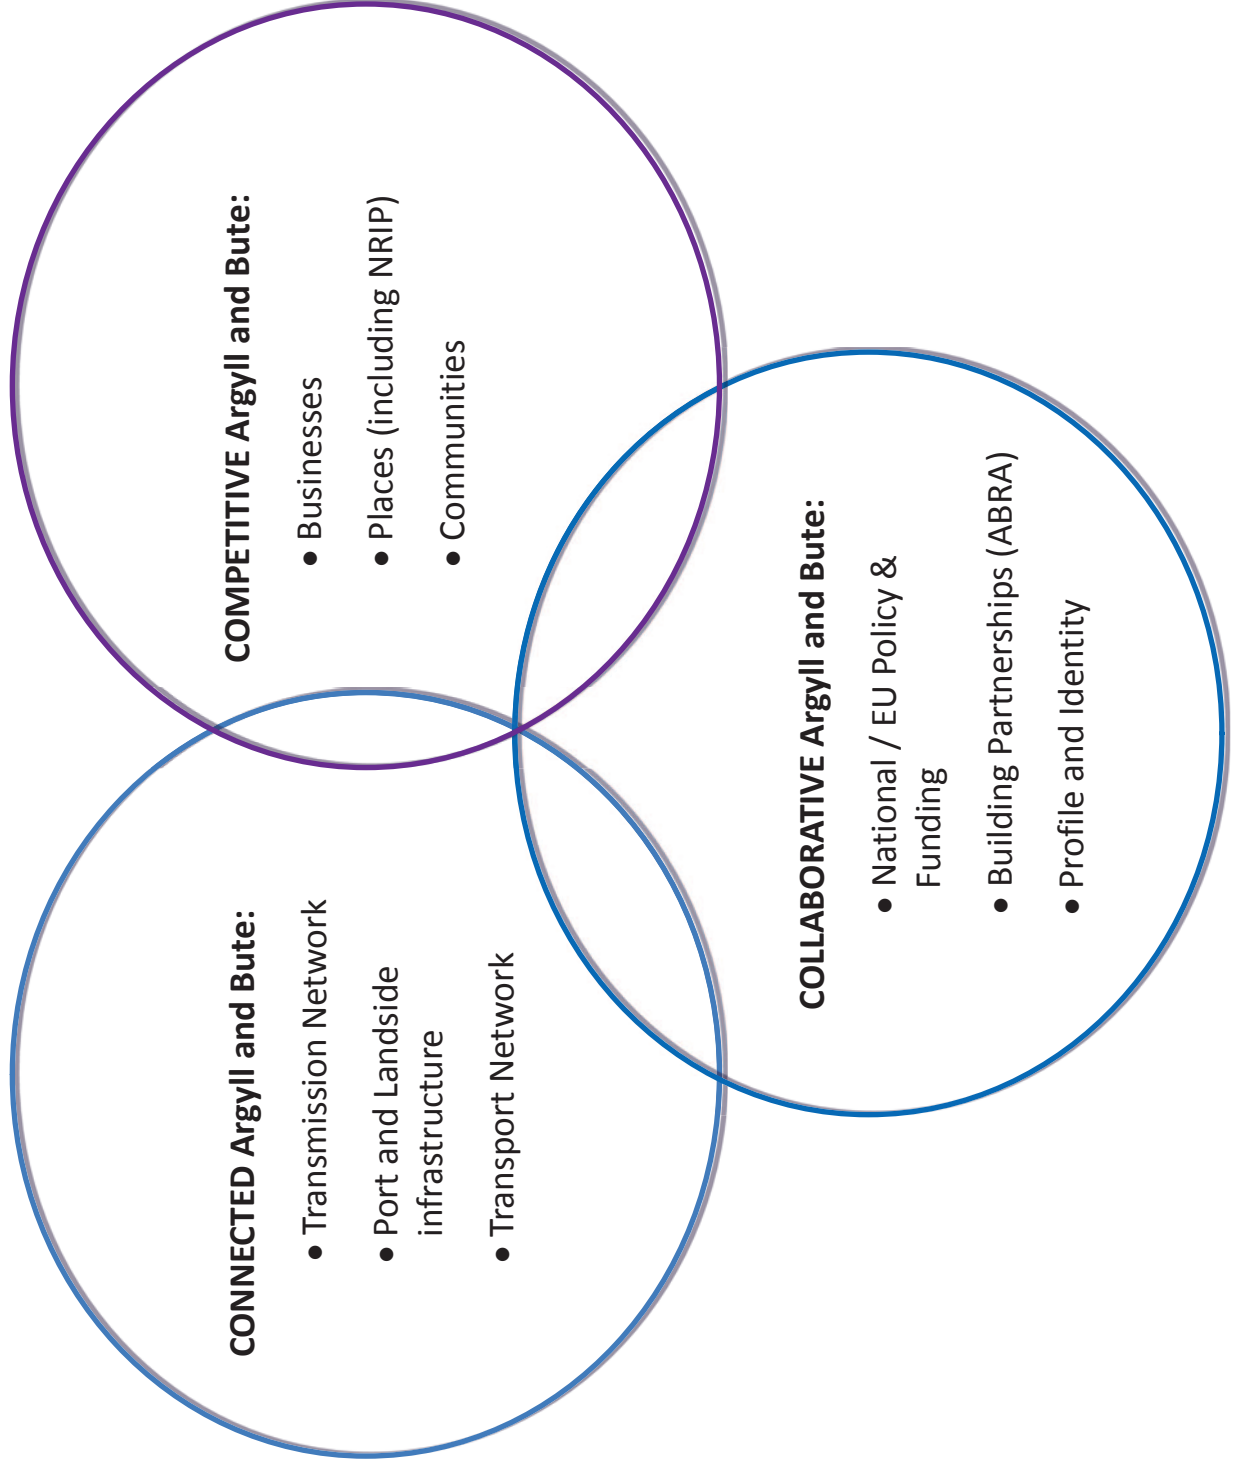 CONNECTED Argyll and Bute:
• Transmission Network
• Port and Landside
infrastructure
• Transport Network
COMPETITIVE Argyll and Bute:
• Businesses
• Places (including NRIP)
• Communities
COLLABORATIVE Argyll and Bute:
• National / EU Policy &
Funding
• Building Partnerships (ABRA)
• Profile and Identity